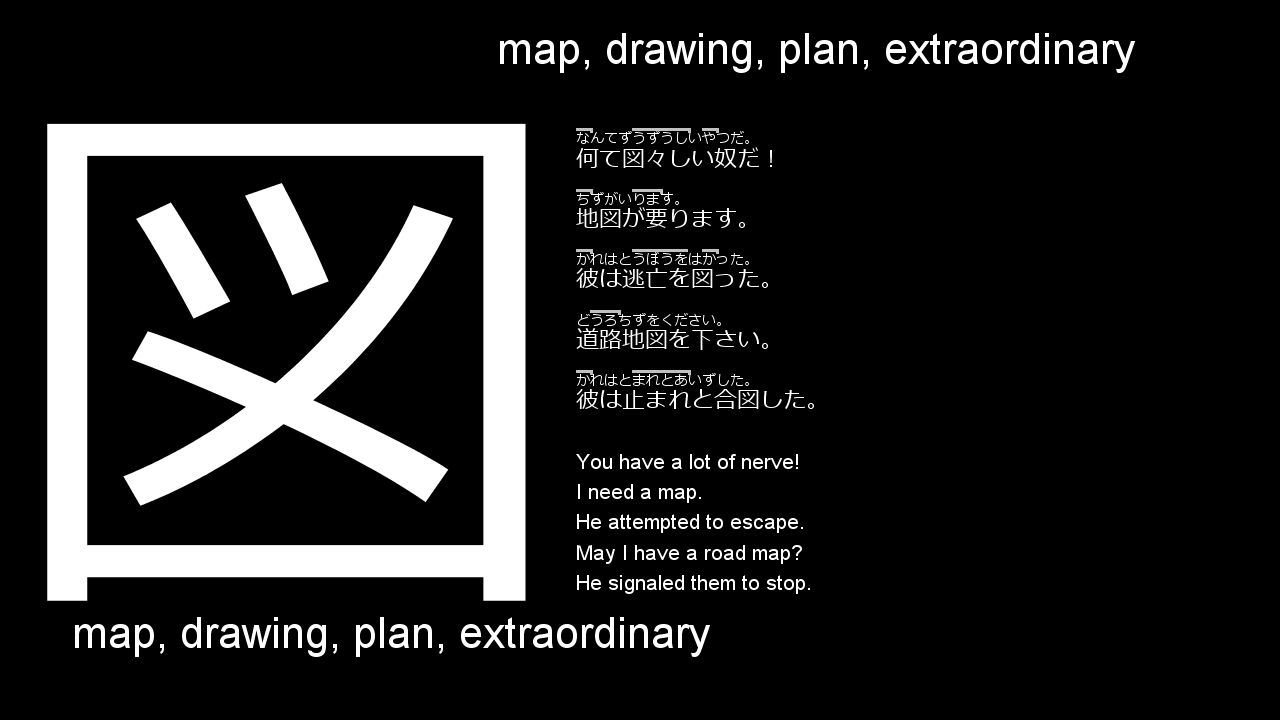 map, drawing, plan, extraordinary
図
なんてずうずうしいやつだ。
何て図々しい奴だ！
ちずがいります。
地図が要ります。
かれはとうぼうをはかった。
彼は逃亡を図った。
どうろちずをください。
道路地図を下さい。
かれはとまれとあいずした。
彼は止まれと合図した。
You have a lot of nerve!
I need a map.
He attempted to escape.
May I have a road map?
He signaled them to stop.
map, drawing, plan, extraordinary